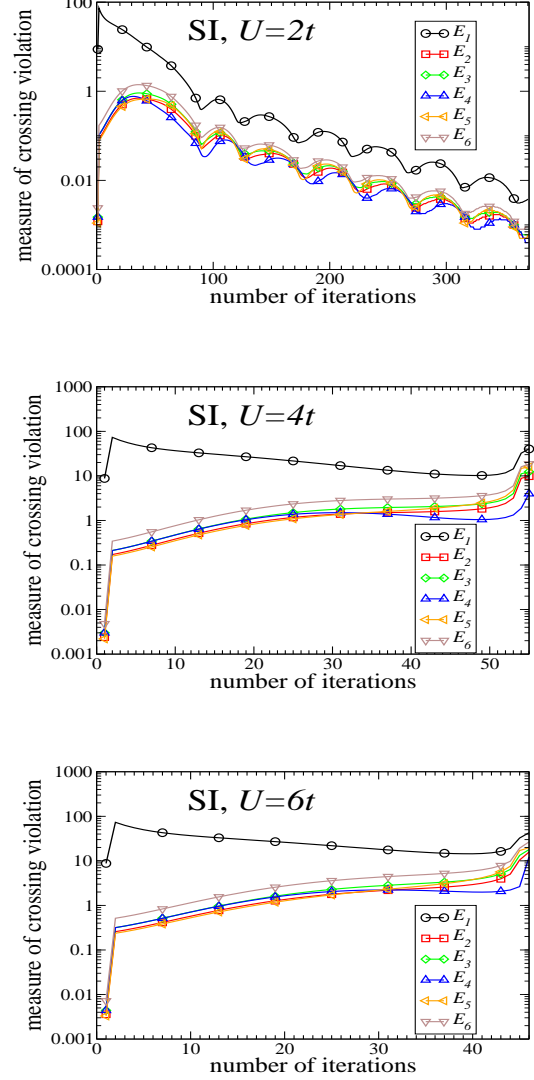 100
SI, U=2t
E1
E2
E3
E4
E5
E6
1
0.01
0.0001
measure of crossing violation
100
200
300
number of iterations
1000
SI, U=4t
100
10
1
0.1
0.01
0.001
measure of crossing violation
E1
E2
E3
E4
E5
E6
0
10
20
30
40
50
number of iterations
1000
SI, U=6t
100
10
1
0.1
0.01
0.001
measure of crossing violation
E1
E2
E3
E4
E5
E6
0
10
20
30
40
number of iterations